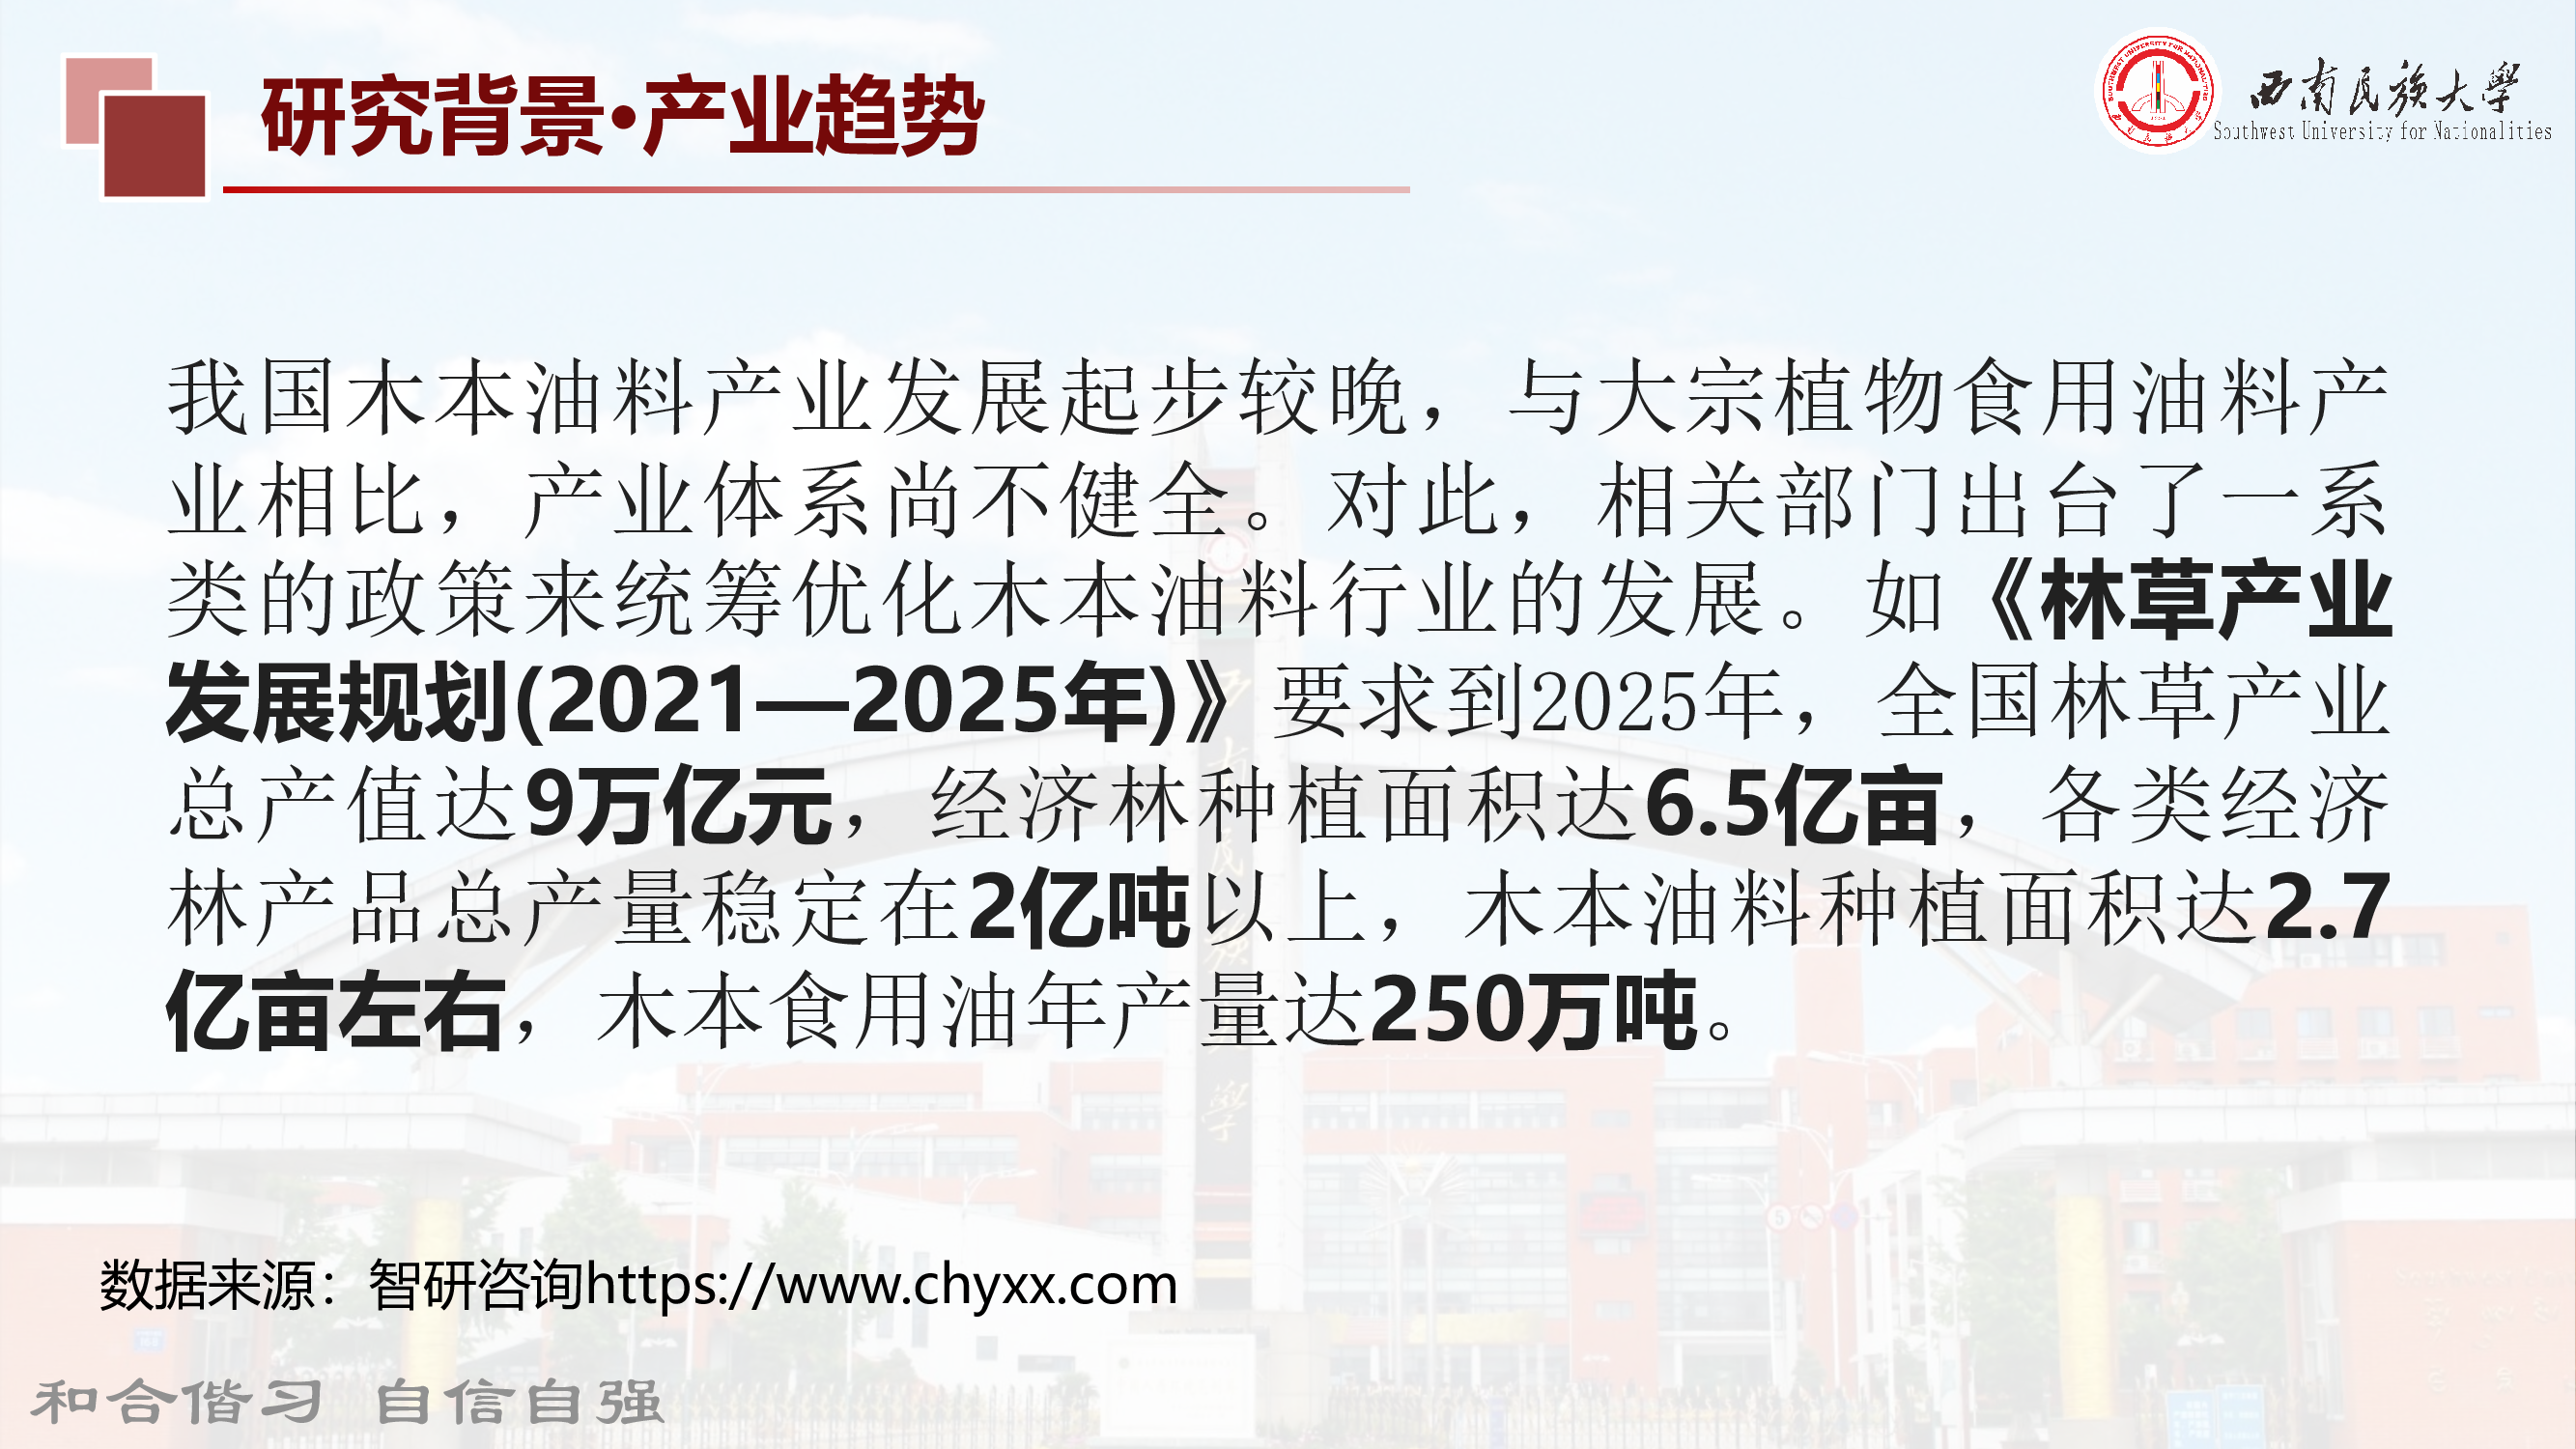 研究背景·产业趋势
西南民族大学
Southwest University for Nationalities
我国木本油料产业发展起步较晚，与大宗植物食用油料产
业相比，产业体系尚不健全。对此，相关部门出台了一系
类的政策来统筹优化木本油料行业的发展。如《林草产业
发展规划(2021—2025年)》要求到2025年，全国林草产业
总产值达9万亿元，经济林种植面积达6.5亿亩，各类经济
林产品总产量稳定在2亿吨以上，木本油料种植面积达2.7
亿亩左右，木本食用油年产量达250万吨。
数据来源：智研咨询https://www.chyxx.com
和合偕习 自信自强